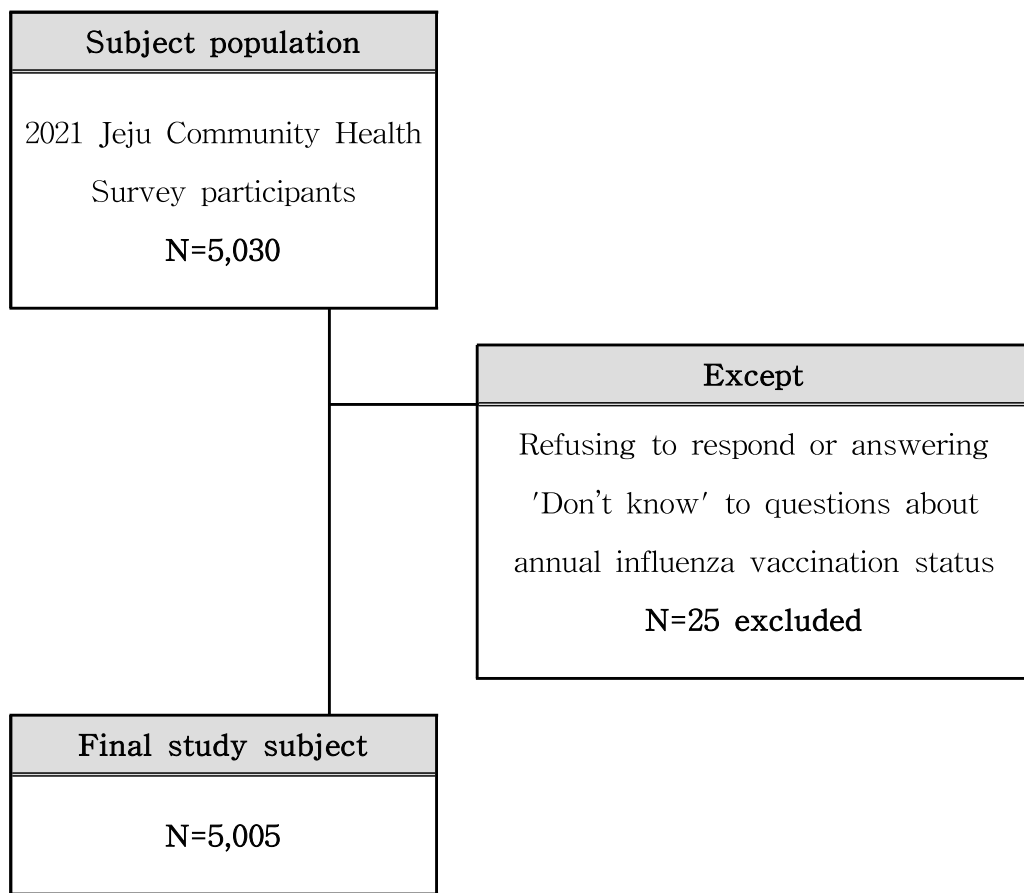 Subject population
2021 Jeju Community Health
Survey participants
N=5,030
Except
Refusing to respond or answering
'Don't know' to questions about
annual influenza vaccination status
N=25 excluded
Final study subject
N=5,005